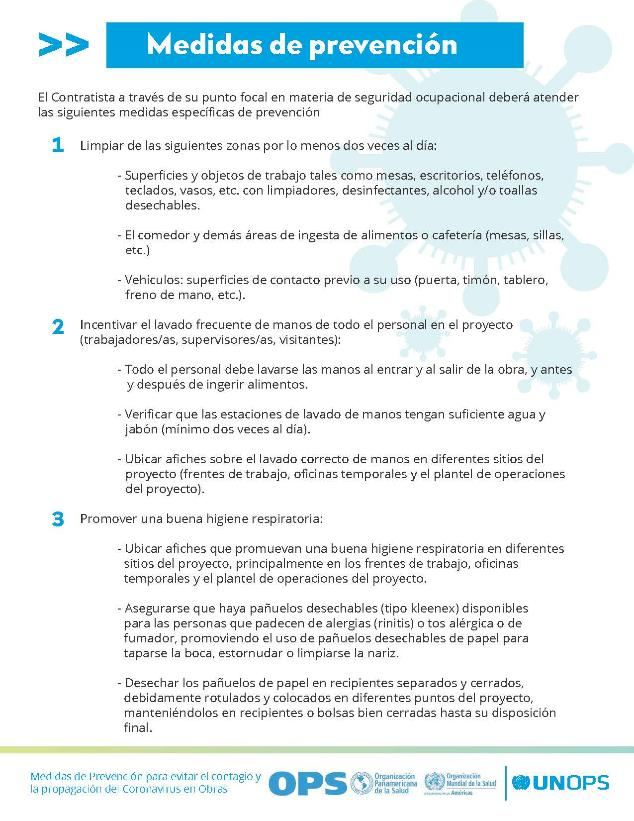 >> Medidas de prevención
El Contratista a través de su punto focal en materia de seguridad ocupacional deberá atender
las siguientes medidas específicas de prevención
1 Limpiar de las siguientes zonas por lo menos dos veces al día:
- Superficies y objetos de trabajo tales como mesas, escritorios, teléfonos,
teclados, vasos, etc. con limpiadores, desinfectantes, alcohol y/o toallas
desechables.
- El comedor y demás áreas de ingesta de alimentos o cafetería (mesas, sillas,
etc.)
- Vehículos: superficies de contacto previo a su uso (puerta, timón, tablero,
freno de mano, etc.).
2 Incentivar el lavado frecuente de manos de todo el personal en el proyecto
(trabajadores/as, supervisores/as, visitantes):
- Todo el personal debe lavarse las manos al entrar y al salir de la obra, y antes
y después de ingerir alimentos.
- Verificar que las estaciones de lavado de manos tengan suficiente agua y
jabón (mínimo dos veces al día).
- Ubicar afiches sobre el lavado correcto de manos en diferentes sitios del
proyecto (frentes de trabajo, oficinas temporales y el plantel de operaciones
del proyecto).
3 Promover una buena higiene respiratoria:
- Ubicar afiches que promuevan una buena higiene respiratoria en diferentes
sitios del proyecto, principalmente en los frentes de trabajo, oficinas
temporales y el plantel de operaciones del proyecto.
- Asegurarse que haya pañuelos desechables (tipo kleenex) disponibles
para las personas que padecen de alergias (rinitis) o tos alérgica o de
fumador, promoviendo el uso de pañuelos desechables de papel para
taparse la boca, estornudar o limpiarse la nariz.
- Desechar los pañuelos de papel en recipientes separados y cerrados,
debidamente rotulados y colocados en diferentes puntos del proyecto,
manteniéndolos en recipientes o bolsas bien cerradas hasta su disposición
final.
Medidas de Prevención para evitar el contagio y
la propagación del Coronavirus en Obras
OPS
Organización
Panamericana
de la Salud
Organización
Mundial de la Salud
Américas
UNOPS